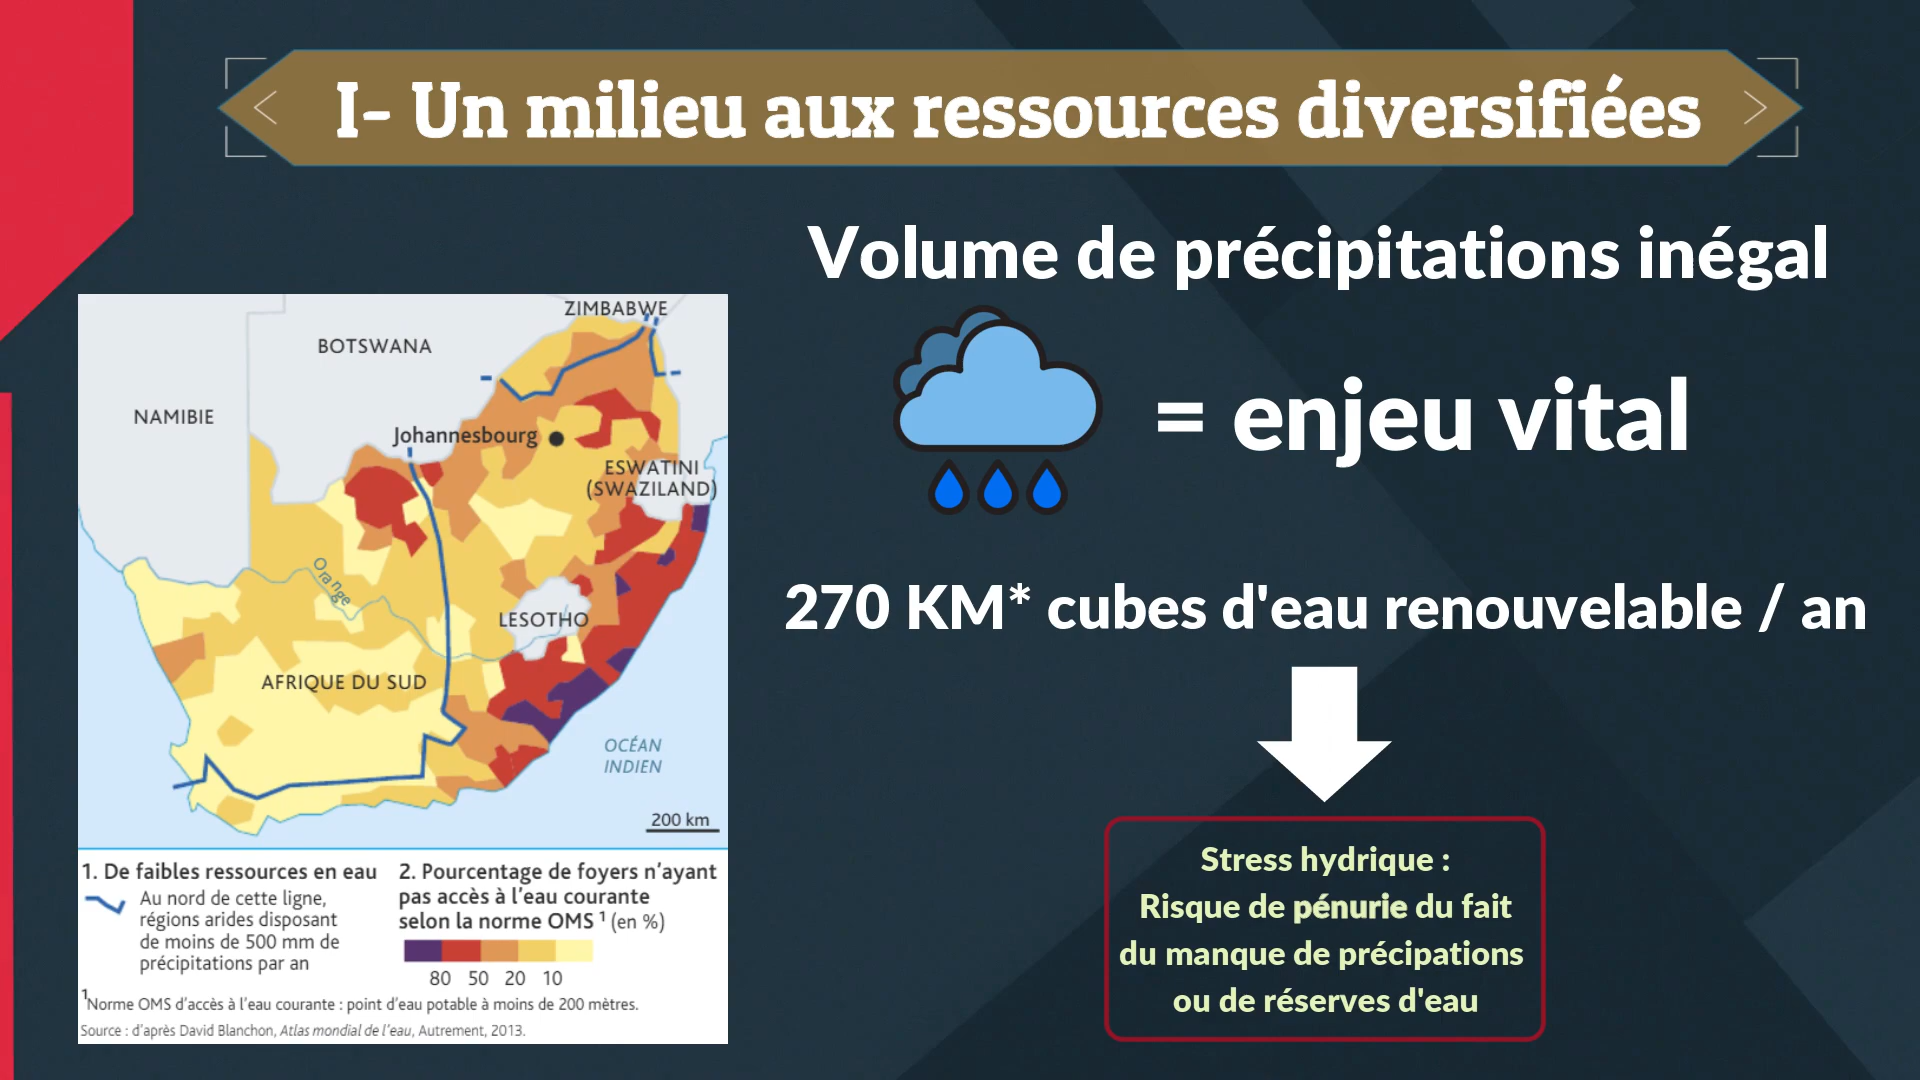 I- Un milieu aux ressources diversifiées
Volume de précipitations inégal
= enjeu vital
270 KM* cubes d'eau renouvelable / an
Stress hydrique :
Risque de pénurie du fait
du manque de précipations
ou de réserves d'eau
ZIMBABWE
BOTSWANA
NAMIBIE
Johannesbourg
ESWATINI
(SWAZILAND)
Orange
LESOTHO
AFRIQUE DU SUD
OCÉAN
INDIEN
200 km
1. De faibles ressources en eau
Au nord de cette ligne,
régions arides disposant
de moins de 500 mm de
précipitations par an
2. Pourcentage de foyers n'ayant
pas accès à l'eau courante
selon la norme OMS ¹ (en %)
80 50 20 10
¹Norme OMS d'accès à l'eau courante : point d'eau potable à moins de 200 mètres.
Source : d'après David Blanchon, Atlas mondial de l'eau, Autrement, 2013.